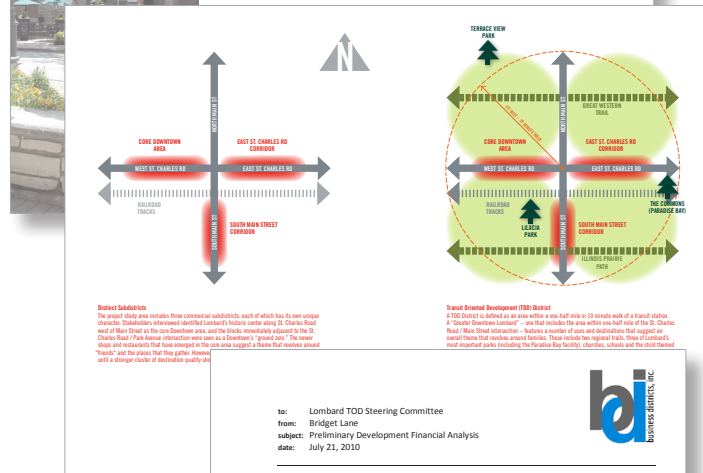 N
NORTH MAIN ST
CORE DOWNTOWN
AREA
EAST ST. CHARLES RD
CORRIDOR
WEST ST. CHARLES RD
EAST ST. CHARLES RD
RAILROAD
TRACKS
SOUTH MAIN ST
SOUTH MAIN STREET
CORRIDOR
TERRACE VIEW
PARK
NORTH MAIN ST
GREAT WESTERN
TRAIL
CORE DOWNTOWN
AREA
EAST ST. CHARLES RD
CORRIDOR
WEST ST. CHARLES RD
EAST ST. CHARLES RD
RAILROAD
TRACKS
LILACIA
PARK
THE COMMONS
(PARADISE BAY)
SOUTH MAIN ST
SOUTH MAIN STREET
CORRIDOR
ILLINOIS PRAIRIE
PATH
Distinct Subdistricts
The project study area includes three commercial subdistricts, each of which has its own unique
character. Stakeholders interviewed identified Lombard's historic center along St. Charles Road
west of Main Street as the core Downtown area, and the blocks immediately adjacent to the St.
Charles Road / Park Avenue intersection were seen as a Downtown's "ground zero." The newer
shops and restaurants that have emerged in the core area suggest a theme that revolves around
"friends" and the places that they gather. Howeve
until a stronger cluster of destination quality sho
Transit Oriented Development (TOD) District
A TOD District is defined as an area within a one-half mile or 10 minute walk of a transit station.
A "Greater Downtown Lombard" – one that includes the area within one-half mile of the St. Charles
Road / Main Street intersection – features a number of uses and destinations that suggest an
overall theme that revolves around families. These include two regional trails, three of Lombard's
most important parks (including the Paradise Bay facility), churches, schools and the child themed
bdi
business districts, inc.
to: Lombard TOD Steering Committee
from: Bridget Lane
subject: Preliminary Development Financial Analysis
date: July 21, 2010